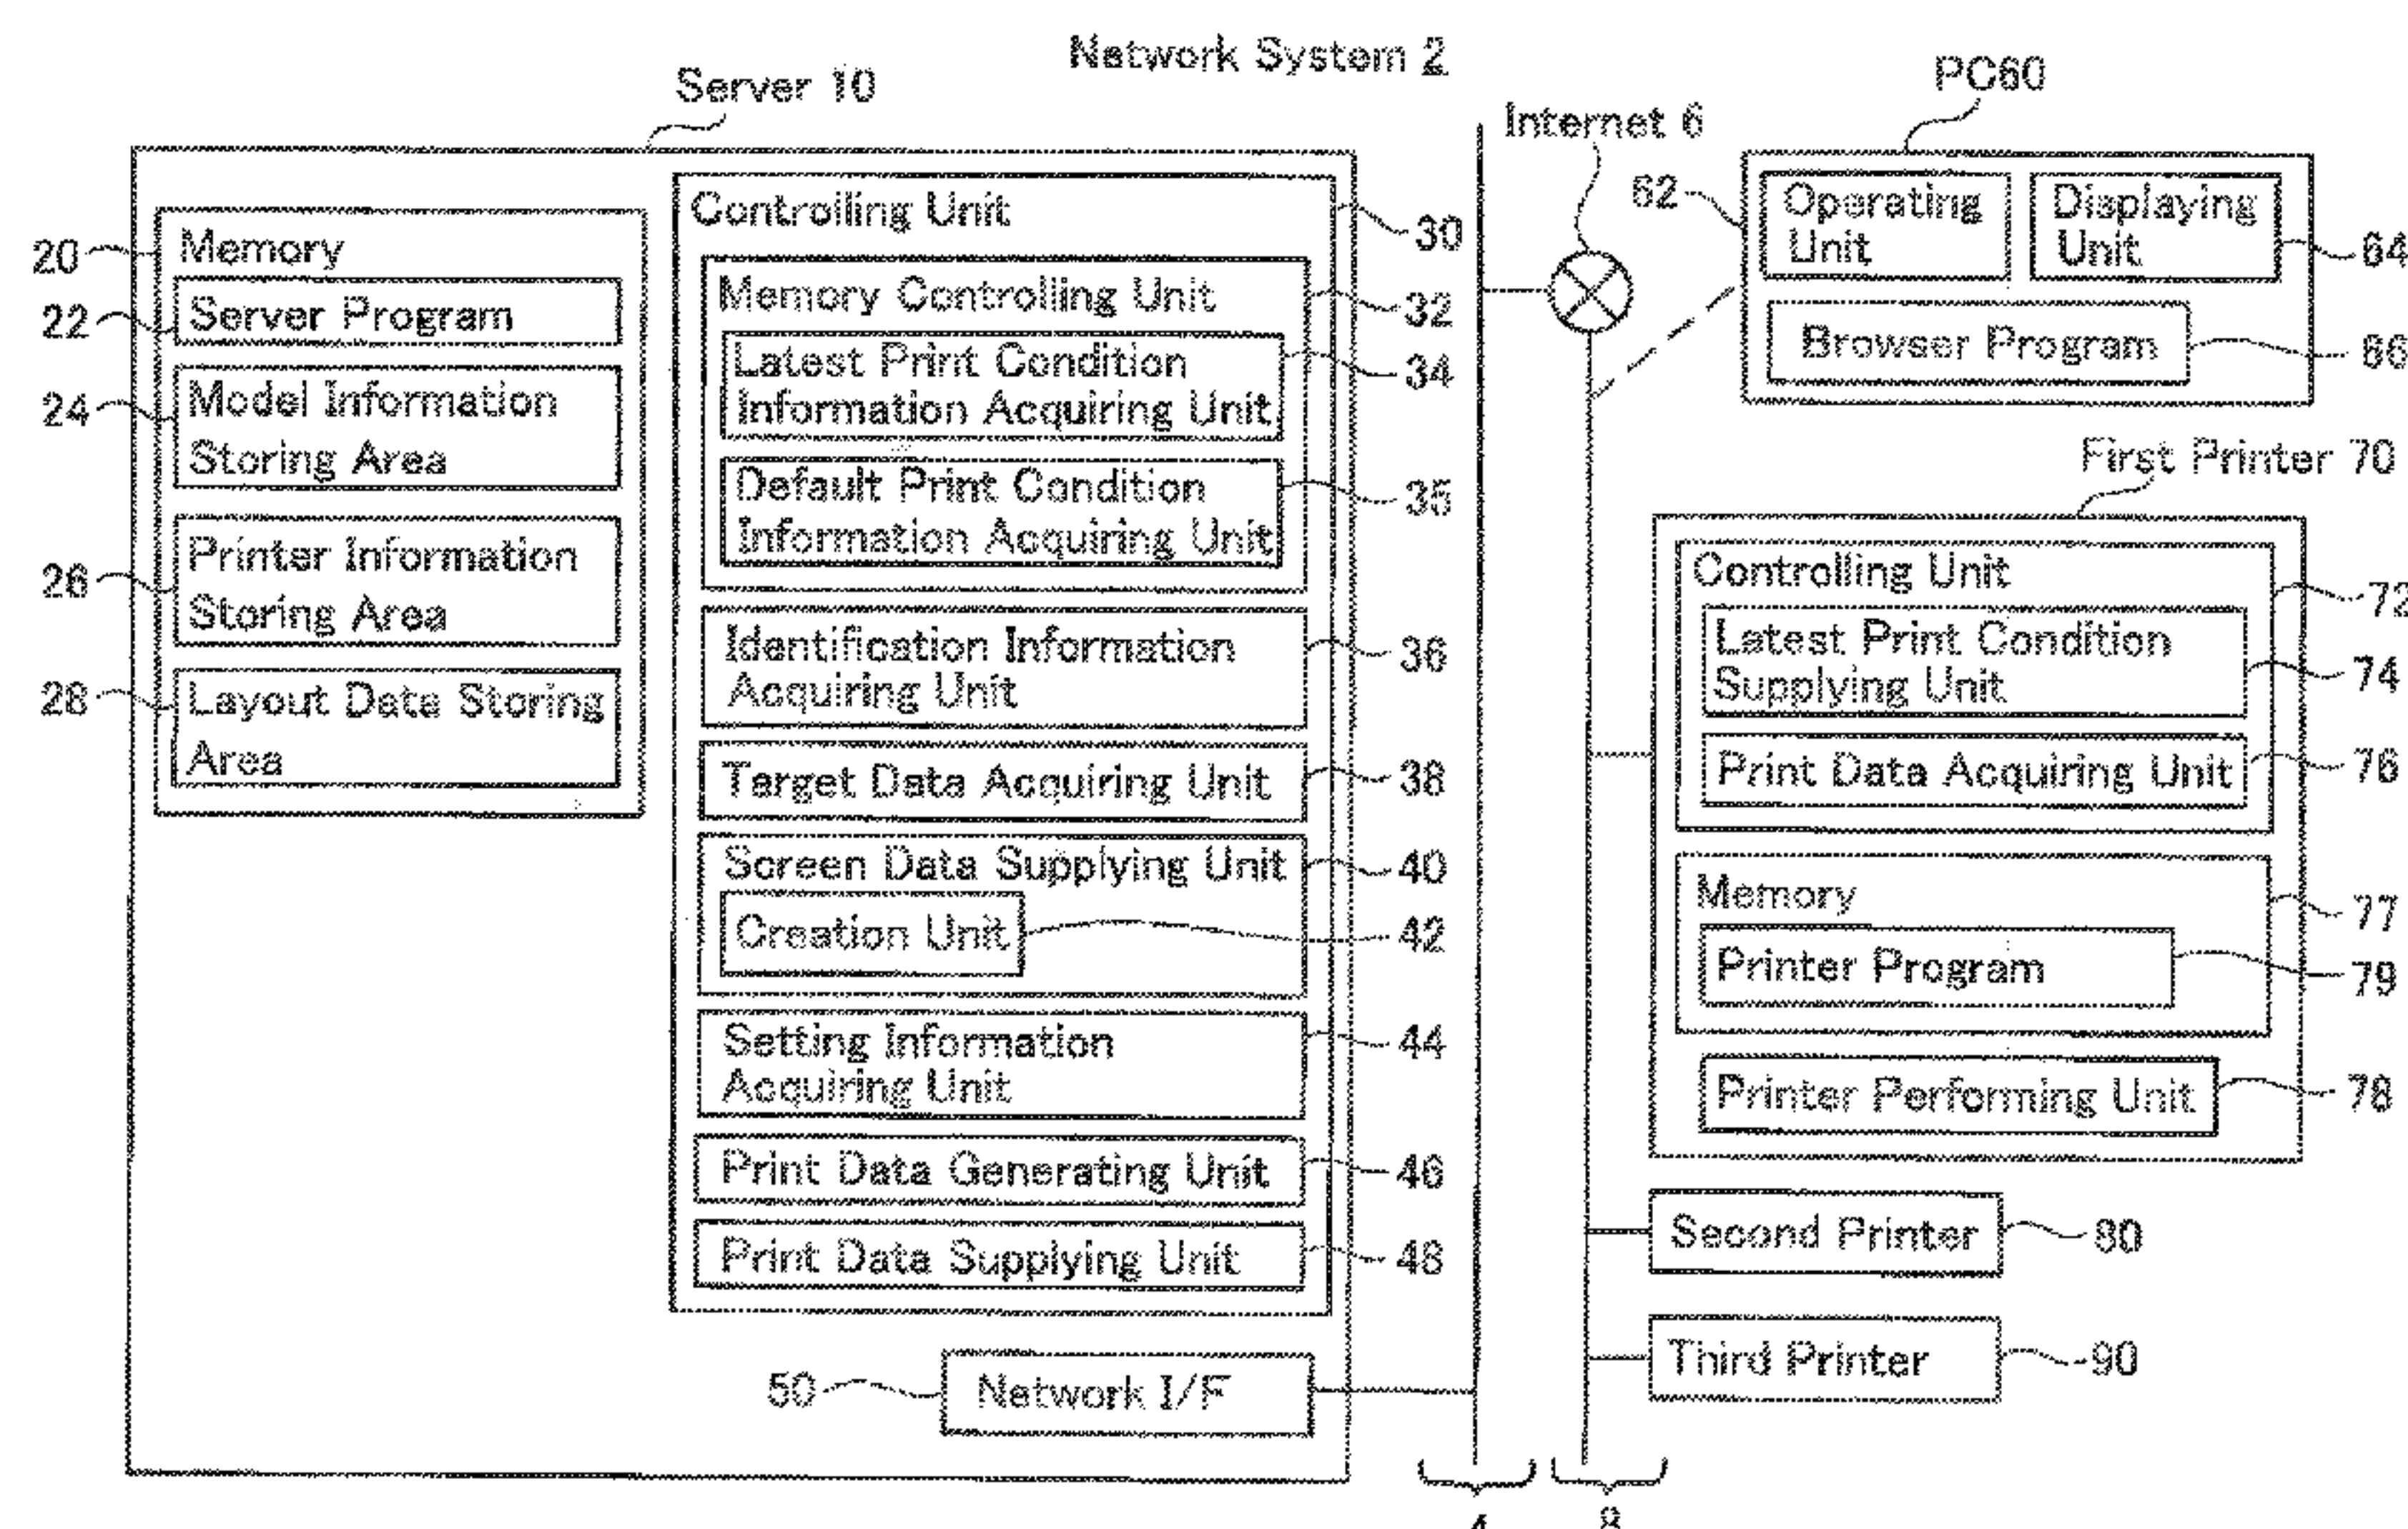 Network System 2
Server 10
20
Memory
22
Server Program
24
Model Information
Storing Area
26
Printer Information
Storing Area
28
Layout Data Storing
Area
Controlling Unit
30
Memory Controlling Unit
32
Latest Print Condition
Information Acquiring Unit
34
Default Print Condition
Information Acquiring Unit
35
Identification Information
Acquiring Unit
36
Target Data Acquiring Unit
38
Screen Data Supplying Unit
40
Creation Unit
42
Setting Information
Acquiring Unit
44
Print Data Generating Unit
46
Print Data Supplying Unit
48
50
Network I/F
Internet 6
4
8
PC60
62
Operating
Unit
Displaying
Unit
64
Browser Program
66
First Printer 70
Controlling Unit
72
Latest Print Condition
Supplying Unit
74
Print Data Acquiring Unit
76
Memory
77
Printer Program
79
Printer Performing Unit
78
Second Printer
80
Third Printer
90